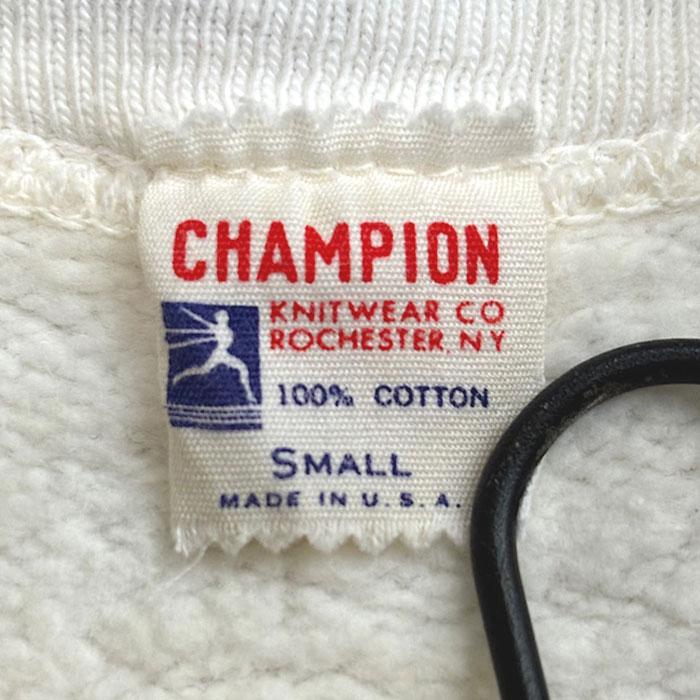 CHAMPION
KNITWEAR CO
ROCHESTER, NY
100% COTTON
SMALL
MADE IN U.S.A.